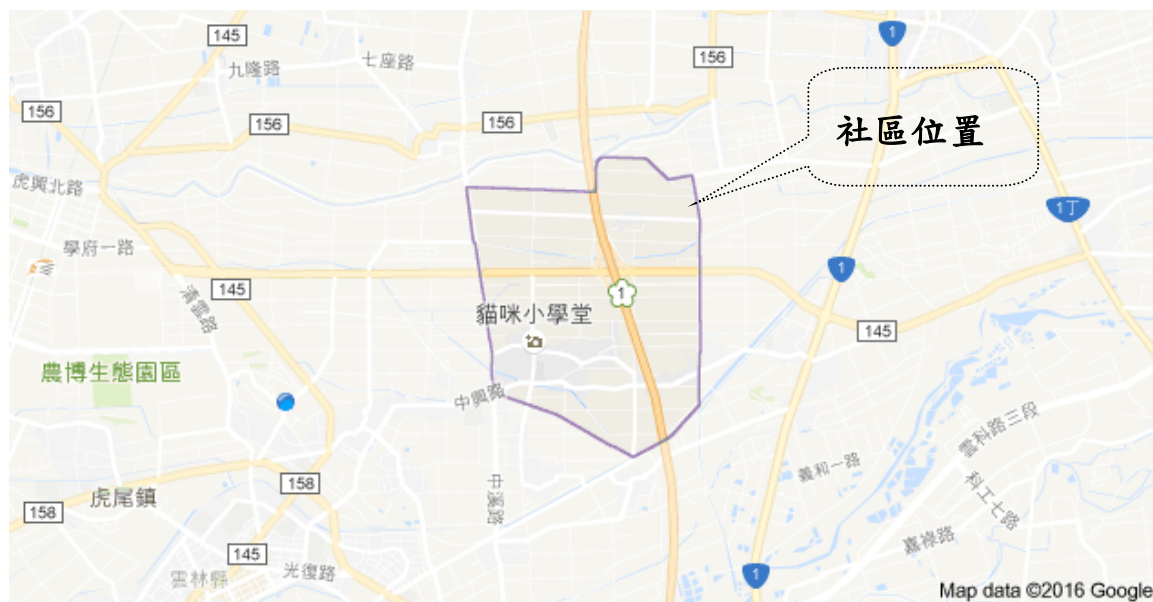 145
1
九隆路
七座路
156
156
156
156
社區位置
虎興北路
1丁
學府一路
145
1
清雲路
1
貓咪小學堂
145
農博生態園區
中興路
雲科路三段
義和一路
158
中溪路
科工七路
虎尾鎮
158
嘉祿路
145
光復路
1
雲林縣
Map data ©2016 Google